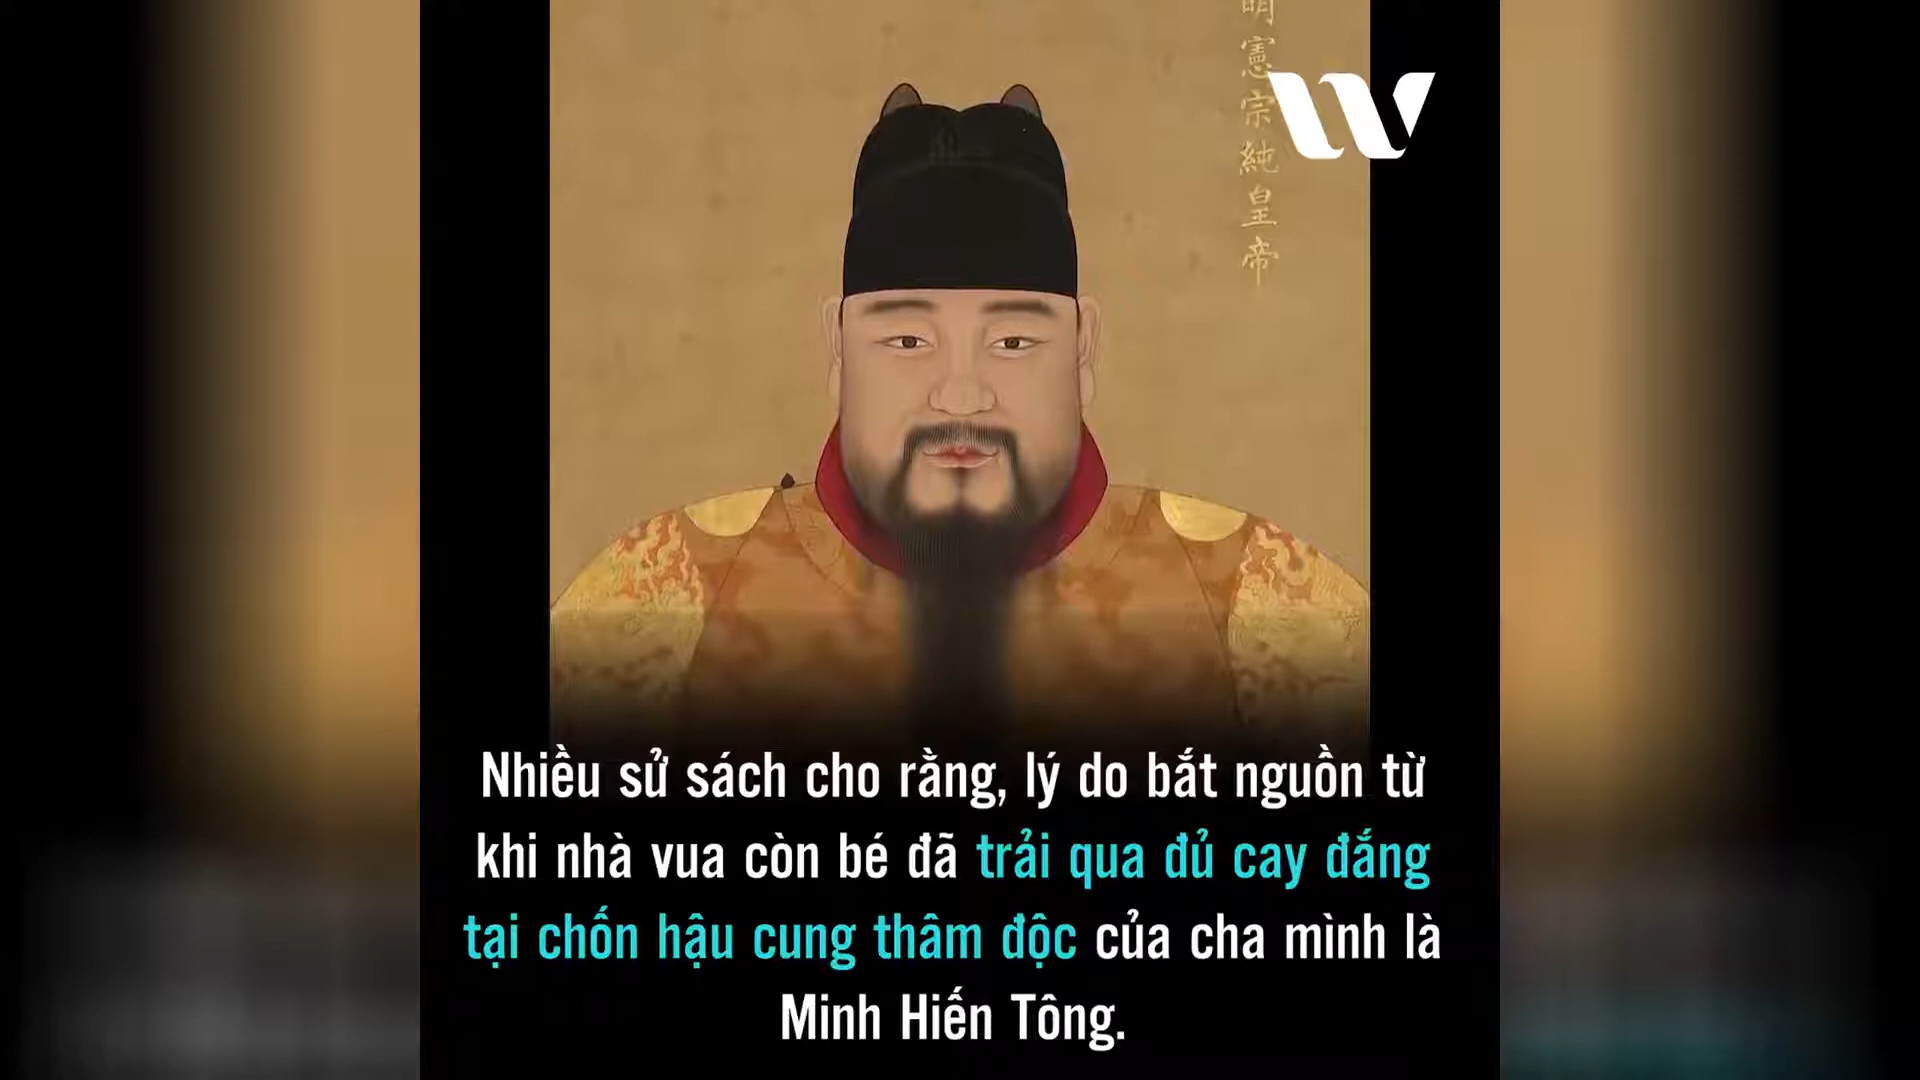 明憲宗純皇帝
W
Nhiều sử sách cho rằng, lý do bắt nguồn từ
khi nhà vua còn bé đã trải qua đủ cay đắng
tại chốn hậu cung thâm độc của cha mình là
Minh Hiến Tông.